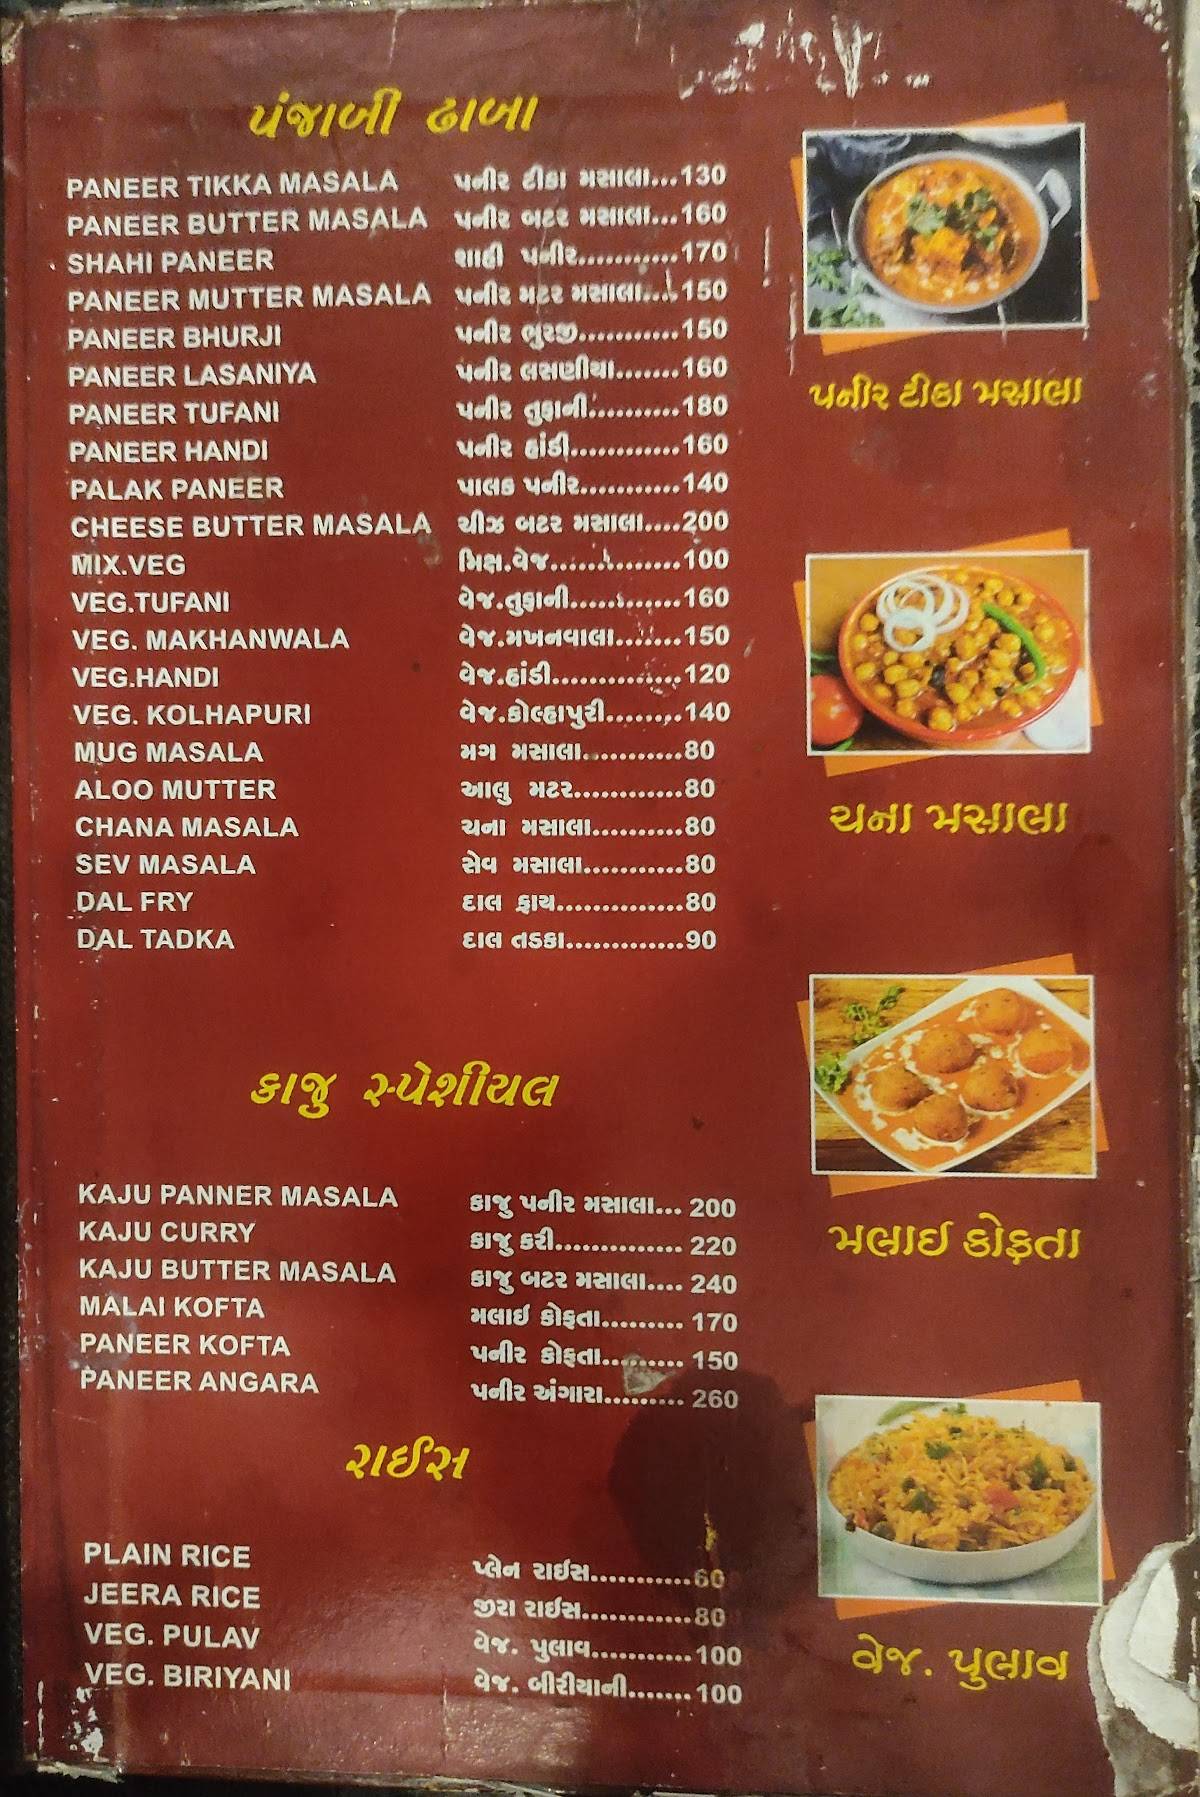 પંજાબી ઢાબા
PANEER TIKKA MASALA પનીર ટીકા મસાલા...130
PANEER BUTTER MASALA પનીર બટર મસાલા...160
SHAHI PANEER શાહી પનીર............170
PANEER MUTTER MASALA પનીર મટર મસાલા....150
PANEER BHURJI પનીર ભુરજી............150
PANEER LASANIYA પનીર લસણીયા.......160
PANEER TUFANI પનીર તુફાની...........180
PANEER HANDI પનીર હાંડી.............160
PALAK PANEER પાલક પનીર............140
CHEESE BUTTER MASALA ચીઝ બટર મસાલા....200
MIX.VEG મિક્ષ.વેજ...............100
VEG.TUFANI વેજ.તુફાની.............160
VEG. MAKHANWALA વેજ.મખનવાલા........150
VEG.HANDI વેજ.હાંડી...............120
VEG. KOLHAPURI વેજ.કોલ્હાપુરી.........140
MUG MASALA મગ મસાલા............80
ALOO MUTTER આલુ મટર.............80
CHANA MASALA ચના મસાલા...........80
SEV MASALA સેવ મસાલા............80
DAL FRY દાલ ફ્રાય...............80
DAL TADKA દાલ તડકા..............90
કાજુ સ્પેશીયલ
KAJU PANNER MASALA કાજુ પનીર મસાલા... 200
KAJU CURRY કાજુ કરી............... 220
KAJU BUTTER MASALA કાજુ બટર મસાલા.... 240
MALAI KOFTA મલાઈ કોફતા.......... 170
PANEER KOFTA પનીર કોફતા.......... 150
PANEER ANGARA પનીર અંગારા.......... 260
રાઈસ
PLAIN RICE પ્લેન રાઈસ............60
JEERA RICE જીરા રાઈસ.............80
VEG. PULAV વેજ. પુલાવ............100
VEG. BIRIYANI વેજ. બીરીયાની.......100
પનીર ટીકા મસાલા
ચના મસાલા
મલાઈ કોફતા
વેજ. પુલાવ